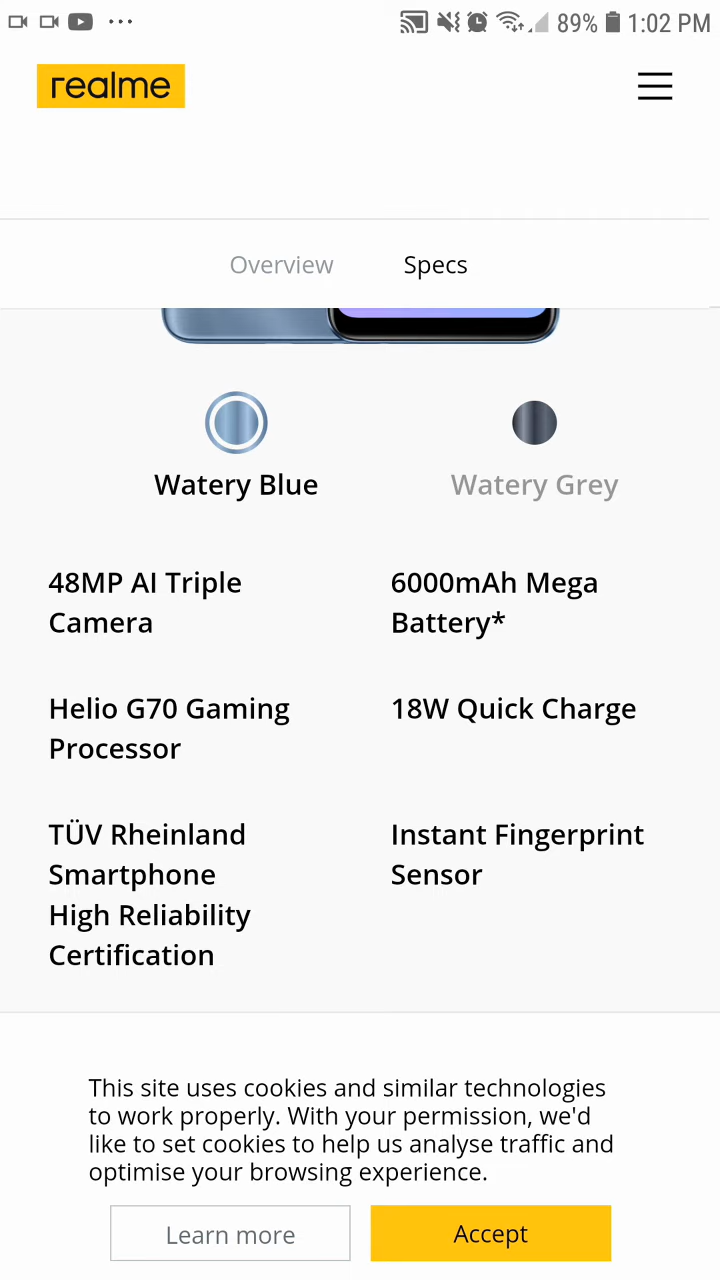 89% 1:02 PM
realme
Overview Specs
Watery Blue Watery Grey
48MP AI Triple
Camera
6000mAh Mega
Battery*
Helio G70 Gaming
Processor
18W Quick Charge
TÜV Rheinland
Smartphone
High Reliability
Certification
Instant Fingerprint
Sensor
This site uses cookies and similar technologies
to work properly. With your permission, we'd
like to set cookies to help us analyse traffic and
optimise your browsing experience.
Learn more Accept